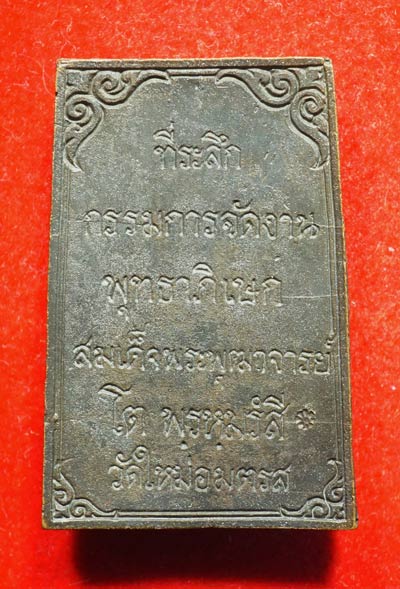 ที่ระลึก
กรรมการจัดงาน
พุทธาภิเษก
สมเด็จพระพุฒาจารย์
โต พฺรหฺมรํสี
วัดใหม่อมตรส